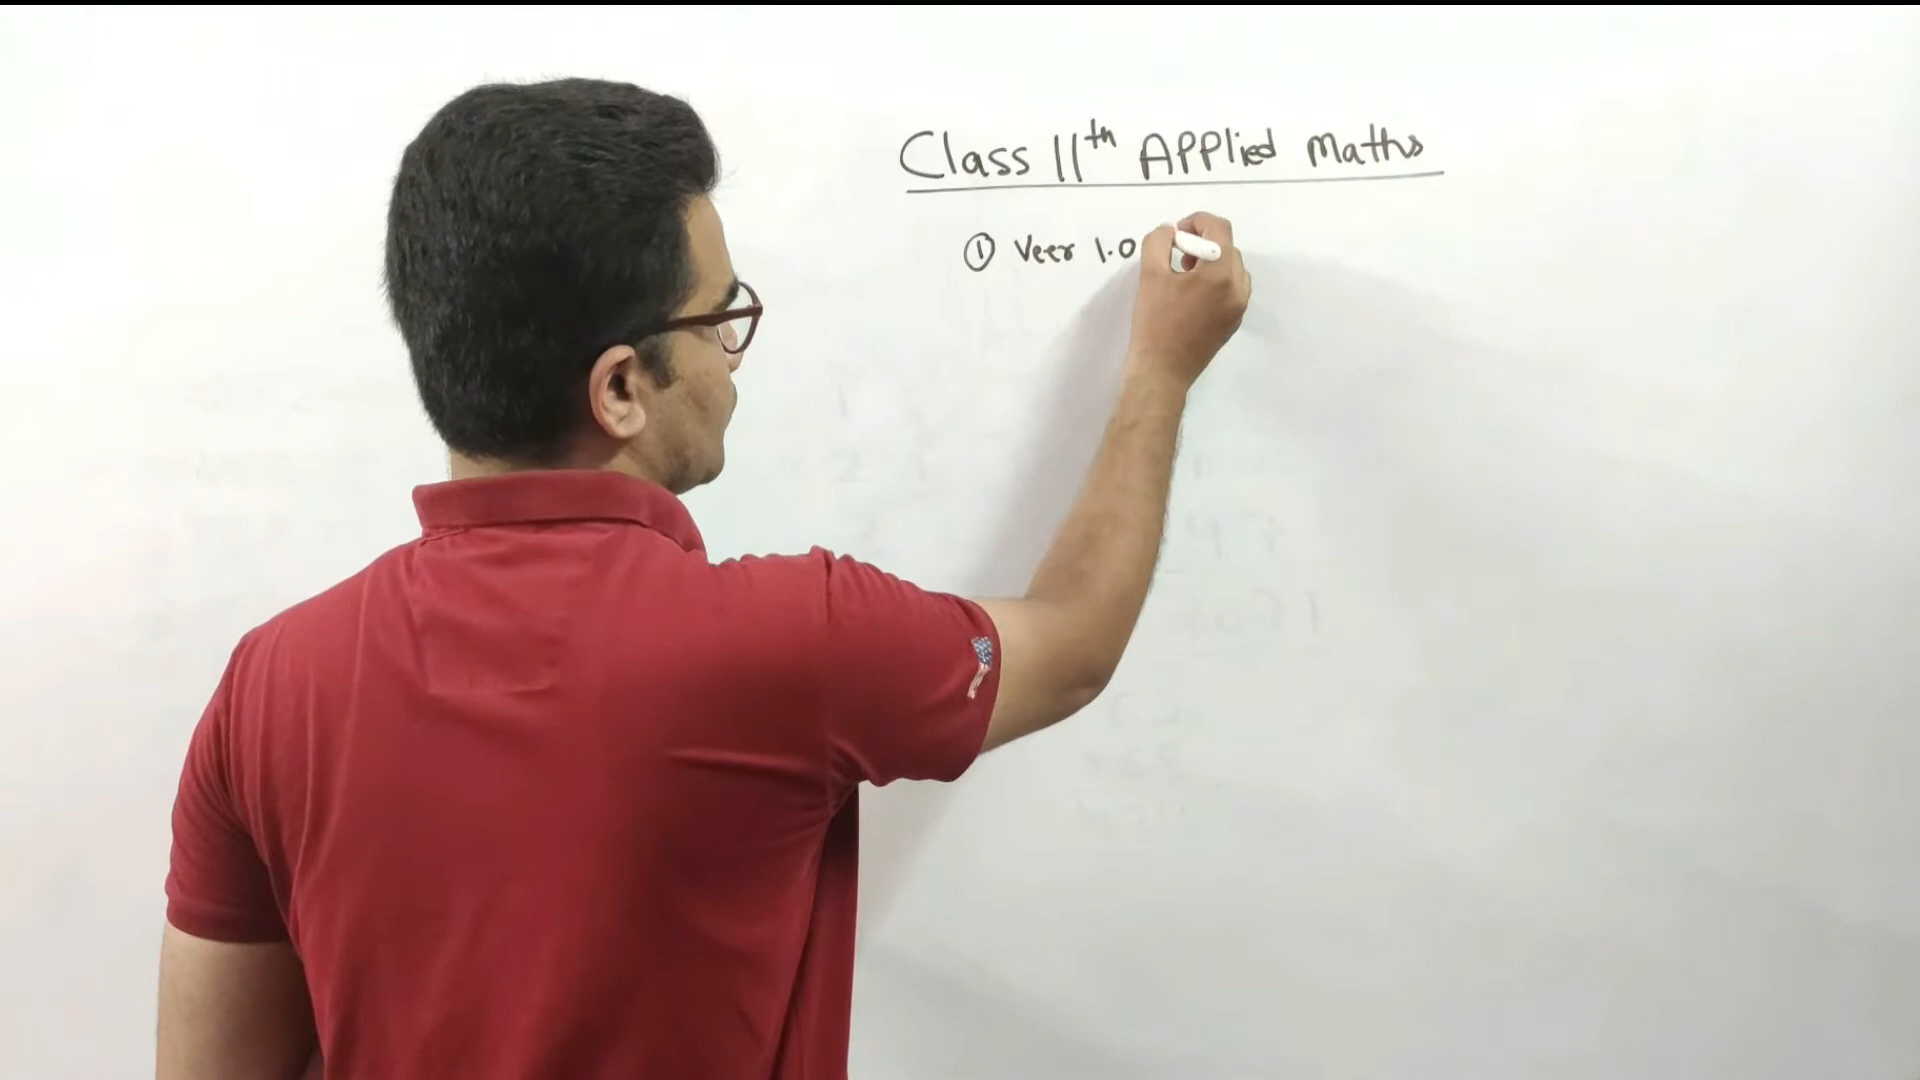 Class 11th Applied Maths
① Veer 1.0